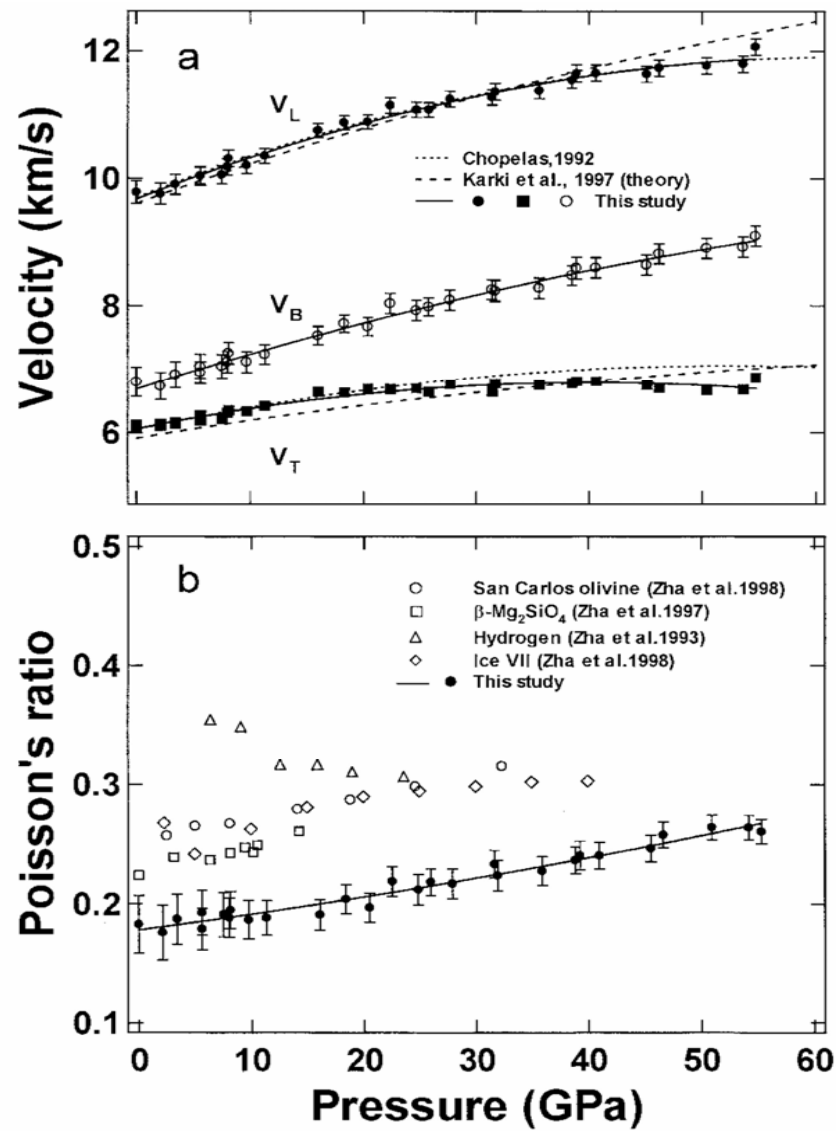 a
12
10
8
6
Velocity (km/s)
V_L
Chopelas,1992
Karki et al., 1997 (theory)
This study
V_B
V_T
b
0.5
0.4
0.3
0.2
0.1
Poisson's ratio
San Carlos olivine (Zha et al.1998)
β-Mg₂SiO₄ (Zha et al.1997)
Hydrogen (Zha et al.1993)
Ice VII (Zha et al.1998)
This study
0 10 20 30 40 50 60
Pressure (GPa)